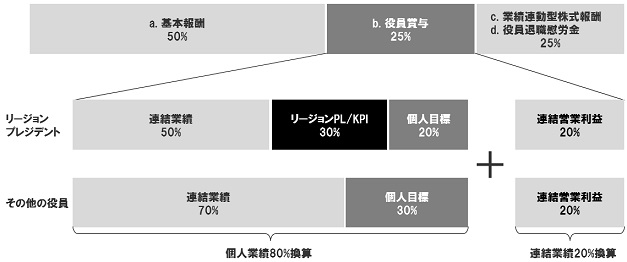 a. 基本報酬
50%
b. 役員賞与
25%
c. 業績連動型株式報酬
d. 役員退職慰労金
25%
リージョン
プレジデント
連結業績
50%
リージョンPL/KPI
30%
個人目標
20%
連結営業利益
20%
+
その他の役員
連結業績
70%
個人目標
30%
連結営業利益
20%
個人業績80%換算
連結業績20%換算